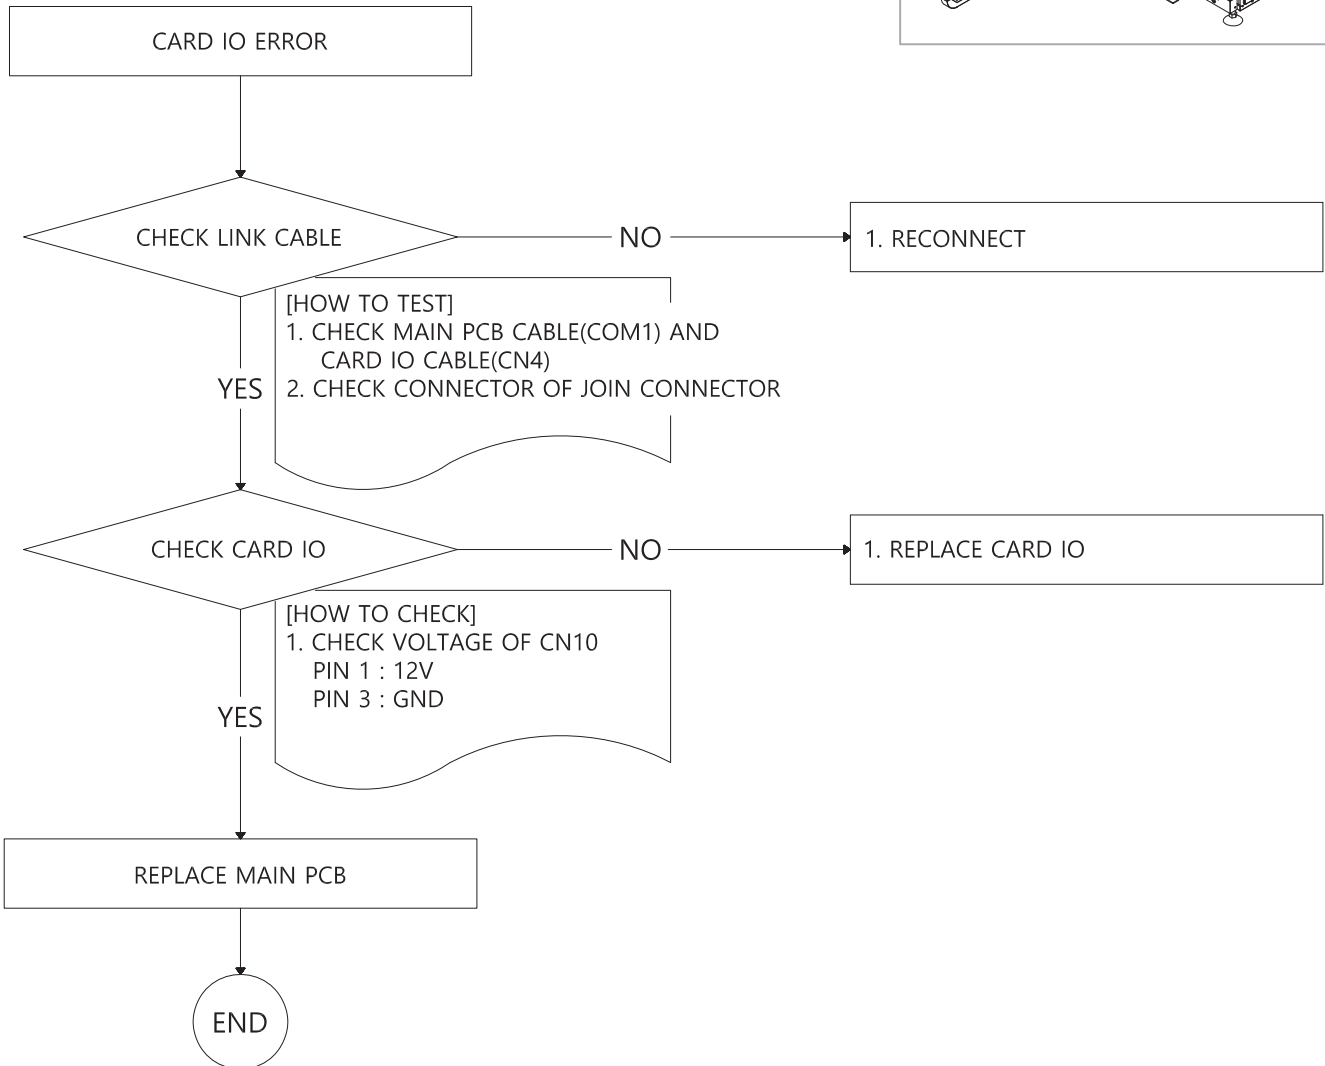 CARD IO ERROR
CHECK LINK CABLE
NO
1. RECONNECT
[HOW TO TEST]
1. CHECK MAIN PCB CABLE(COM1) AND
CARD IO CABLE(CN4)
2. CHECK CONNECTOR OF JOIN CONNECTOR
YES
CHECK CARD IO
NO
1. REPLACE CARD IO
[HOW TO CHECK]
1. CHECK VOLTAGE OF CN10
PIN 1 : 12V
PIN 3 : GND
YES
REPLACE MAIN PCB
END